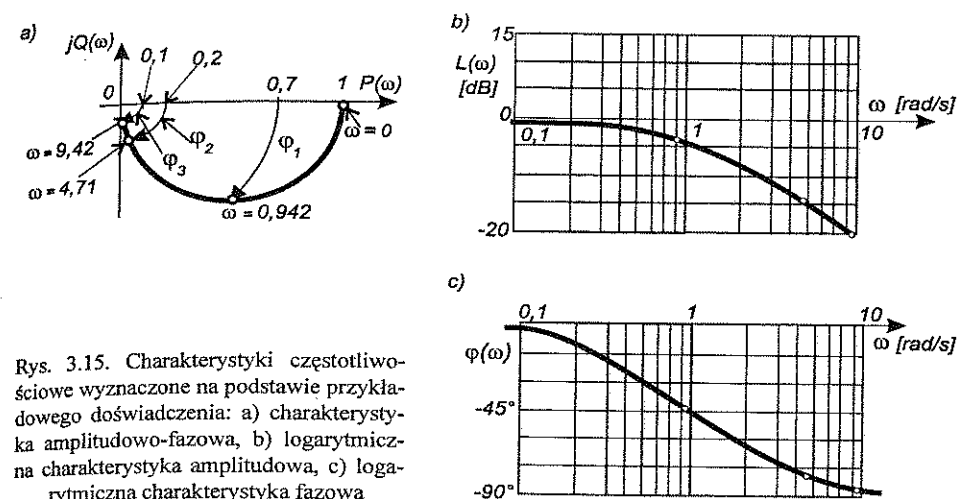 a)
jQ(ω)
0,1
0,2
0
0,7
1
P(ω)
ω=0
ω=9,42
φ₂
φ₁
φ₃
ω=4,71
ω=0,942
b)
15
L(ω)
[dB]
0
0,1
1
ω [rad/s]
10
-20
c)
0,1
1
10
ω [rad/s]
φ(ω)
-45°
-90°
Rys. 3.15. Charakterystyki częstotliwo-
ściowe wyznaczone na podstawie przykła-
dowego doświadczenia: a) charakterysty-
ka amplitudowo-fazowa, b) logarytmicz-
na charakterystyka amplitudowa, c) loga-
rytmiczna charakterystyka fazowa